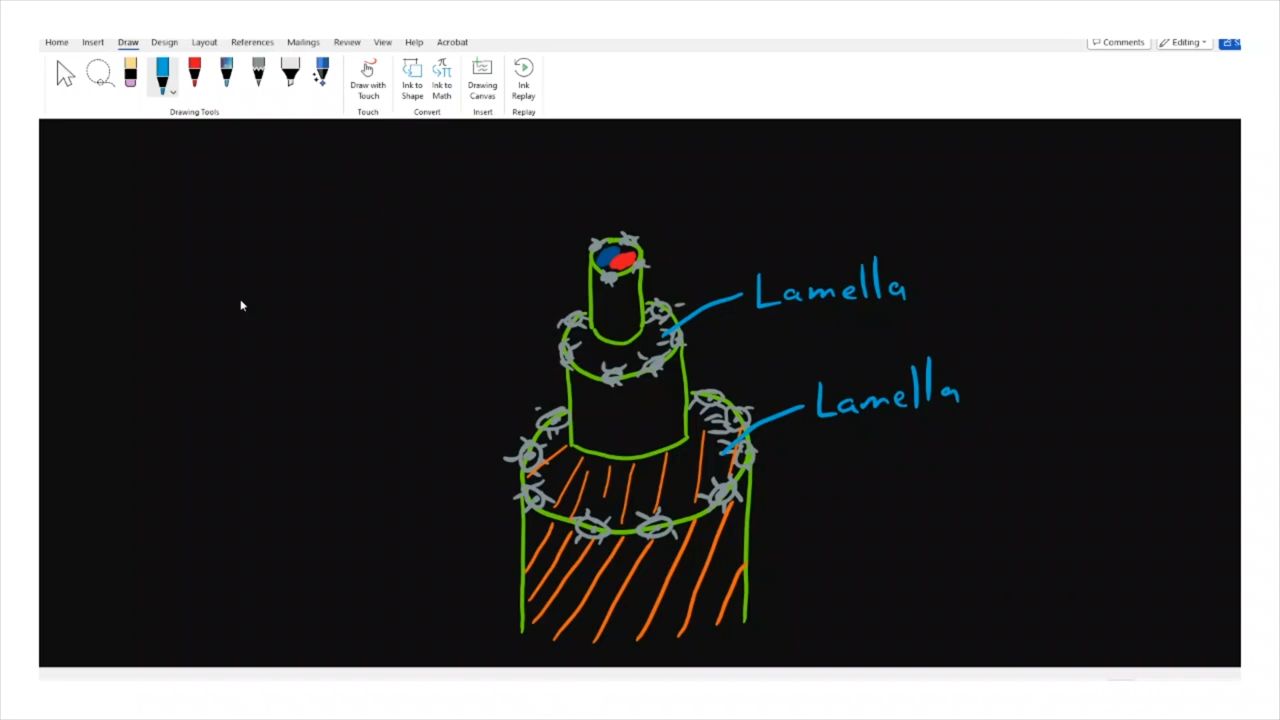 Home Insert Draw Design Layout References Mailings Review View Help Acrobat
Comments Editing
Draw with Touch
Ink to Shape
Ink to Math
Drawing Canvas
Ink Replay
Drawing Tools Touch Convert Insert Replay
Lamella
Lamella